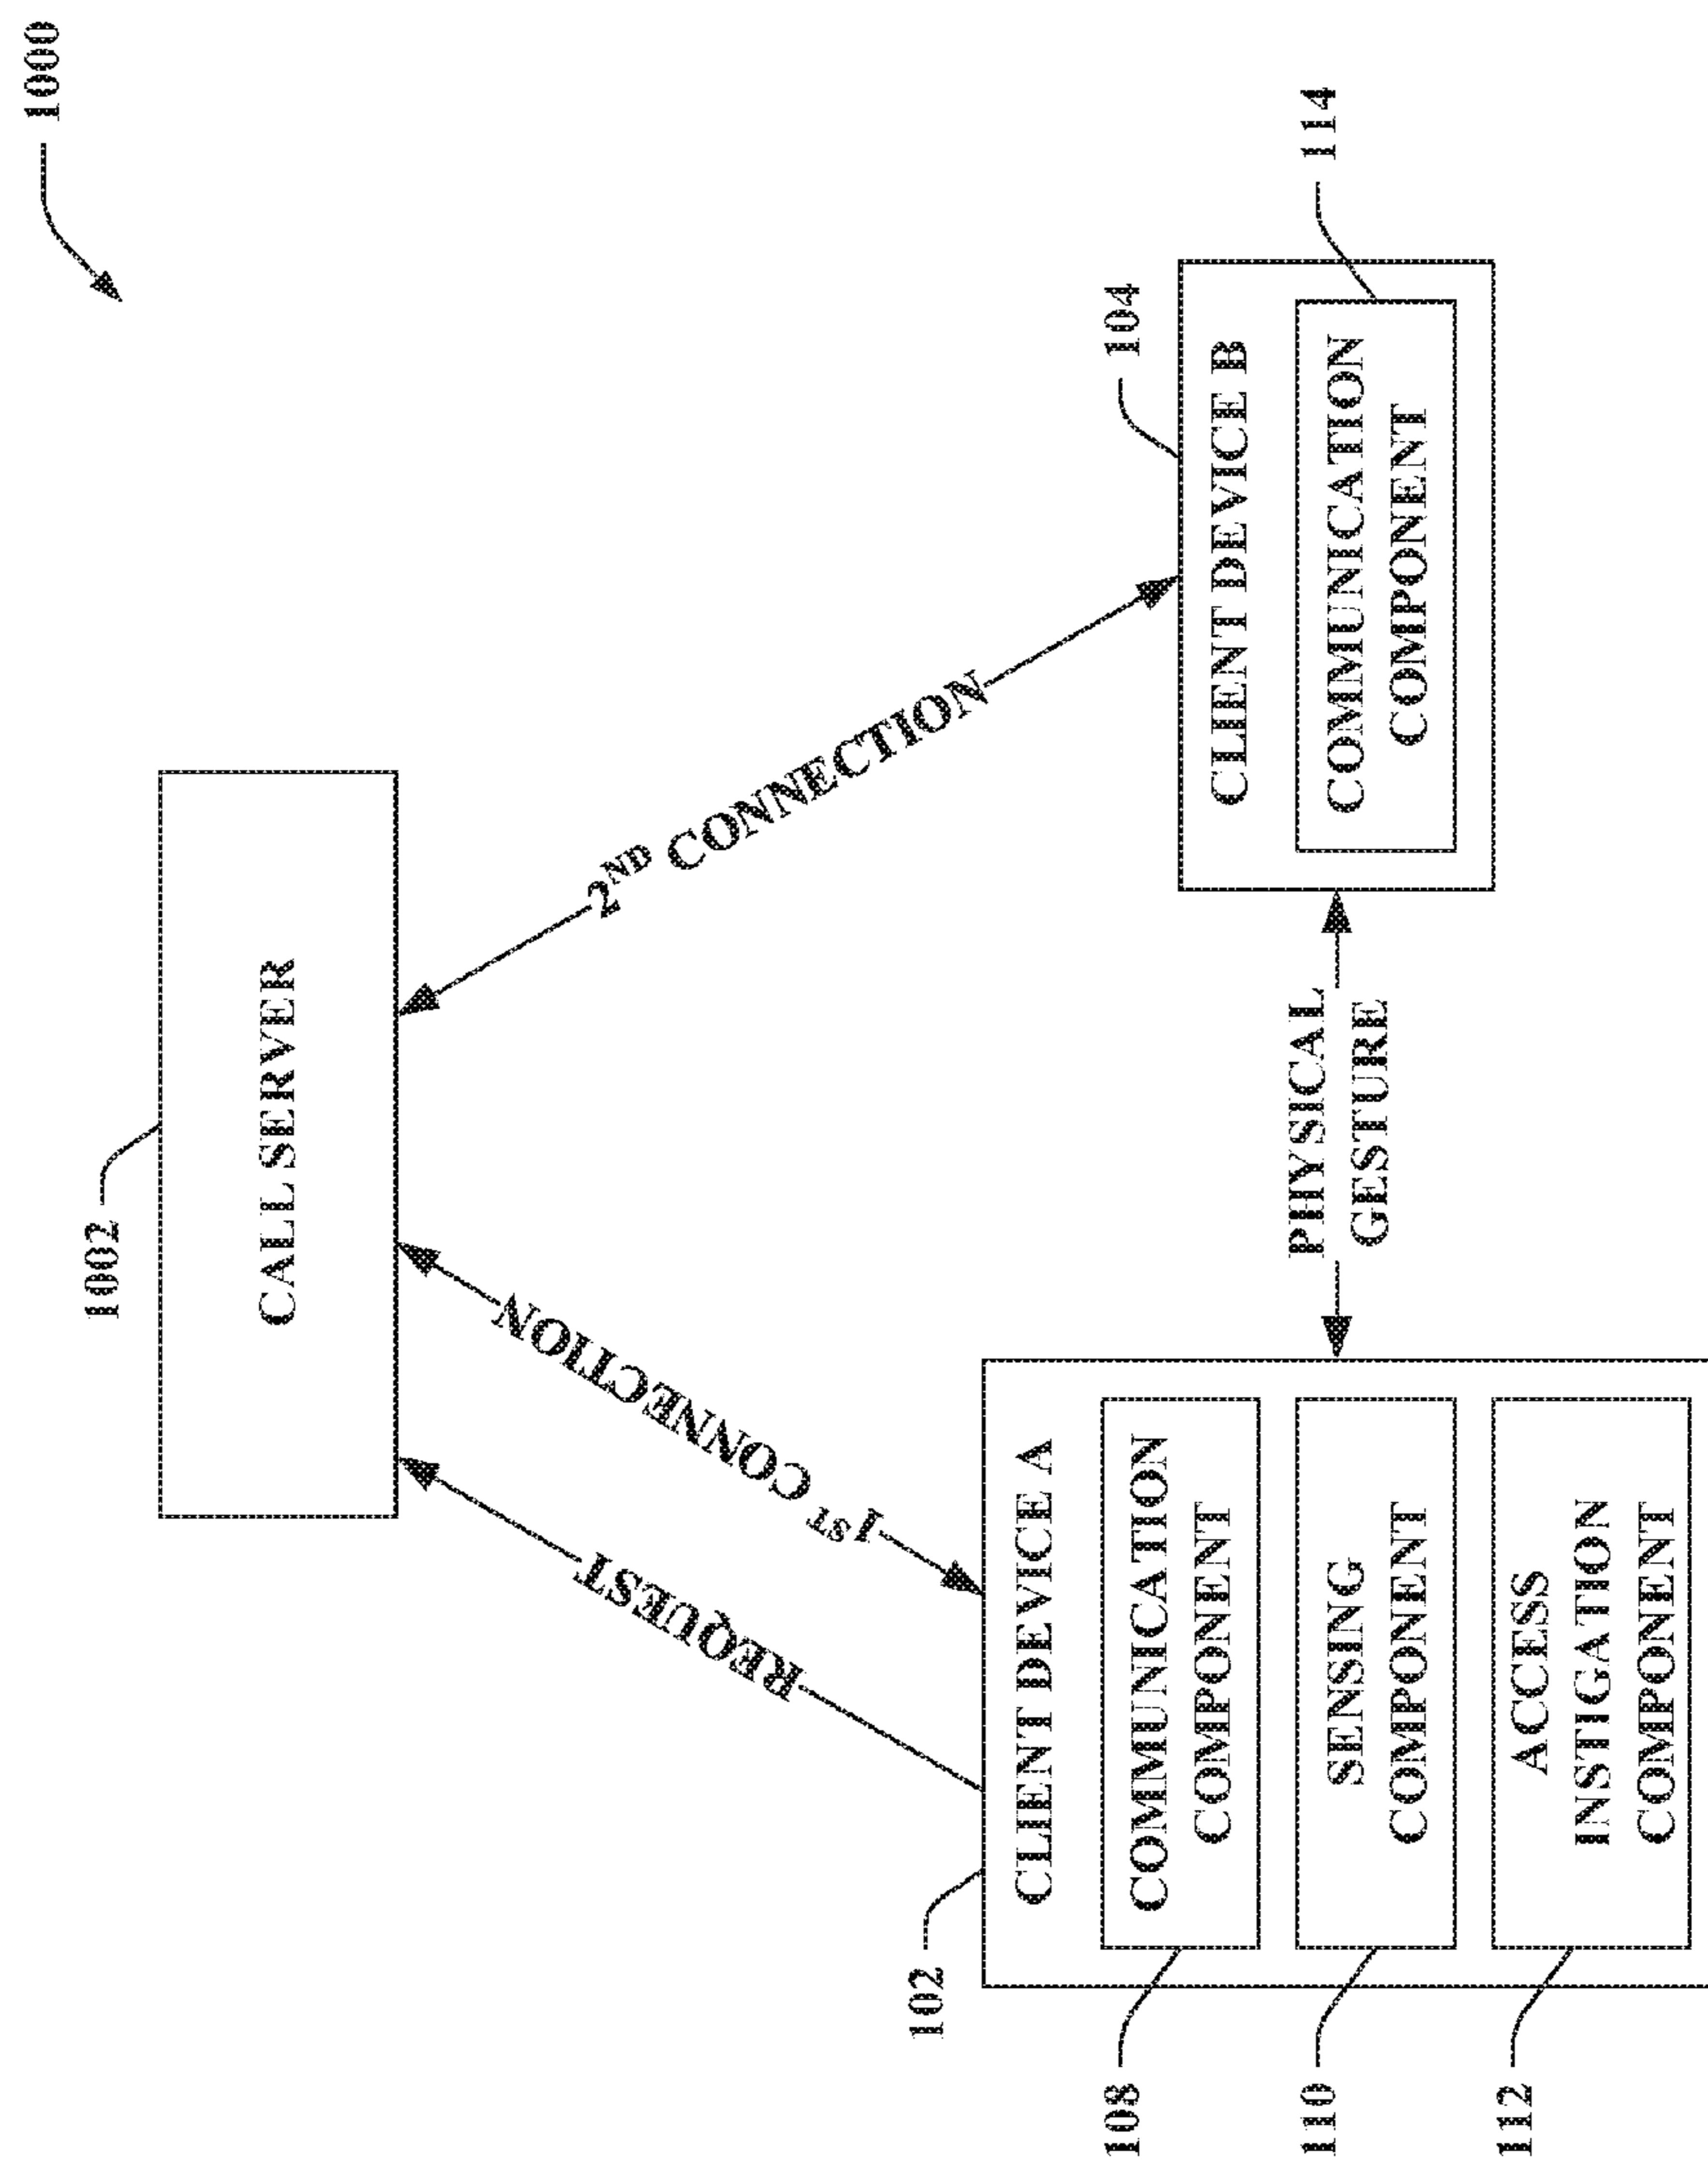 1000
1002
CALL SERVER
REQUEST
1ST CONNECTION
2ND CONNECTION
102
CLIENT DEVICE A
108
COMMUNICATION
COMPONENT
110
SENSING
COMPONENT
112
ACCESS
INSTIGATION
COMPONENT
PHYSICAL
GESTURE
104
CLIENT DEVICE B
COMMUNICATION
COMPONENT
114